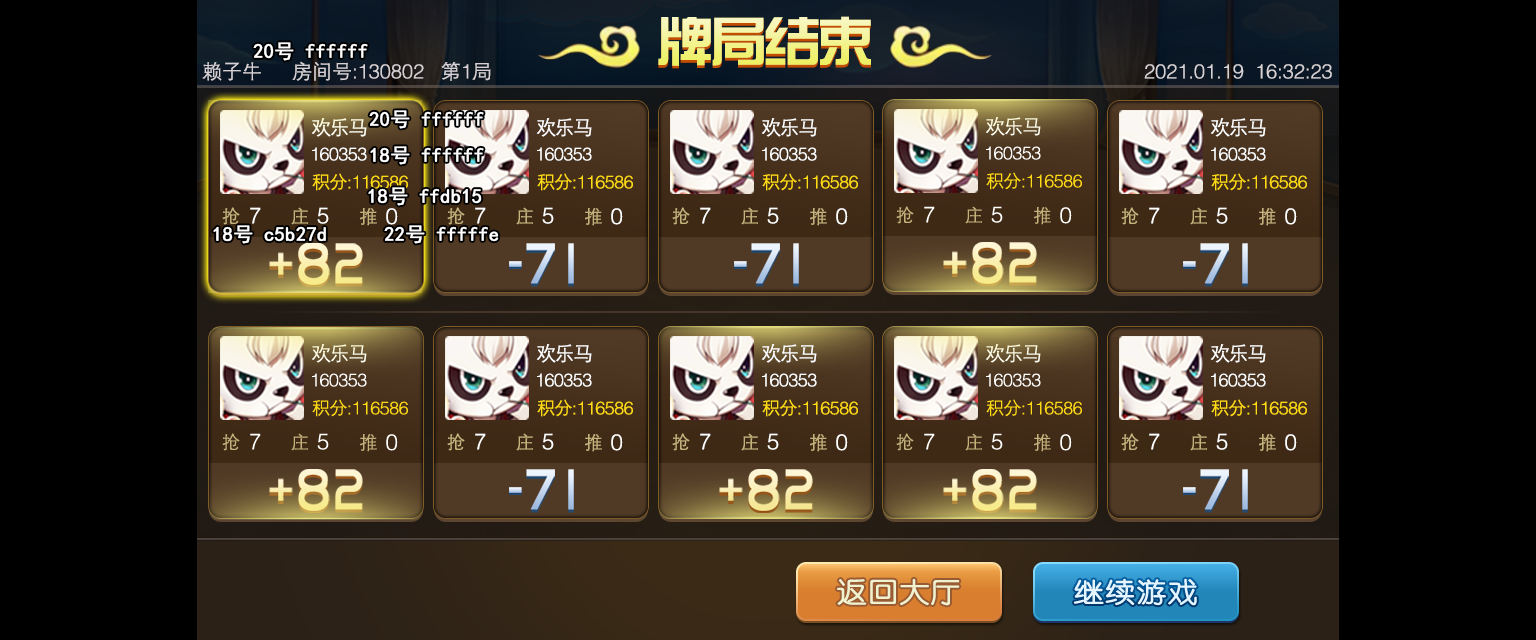 牌局结束
20号 ffffff
赖子牛 房间号:130802 第1局
2021.01.19 16:32:23
欢乐马
160353
积分:116586
抢 7 庄 5 推 0
+82
20号 ffffff
18号 ffffff
18号 ffdb15
18号 c5b27d
22号 fffffe
欢乐马
160353
积分:116586
抢 7 庄 5 推 0
-71
欢乐马
160353
积分:116586
抢 7 庄 5 推 0
-71
欢乐马
160353
积分:116586
抢 7 庄 5 推 0
+82
欢乐马
160353
积分:116586
抢 7 庄 5 推 0
-71
欢乐马
160353
积分:116586
抢 7 庄 5 推 0
+82
欢乐马
160353
积分:116586
抢 7 庄 5 推 0
-71
欢乐马
160353
积分:116586
抢 7 庄 5 推 0
+82
欢乐马
160353
积分:116586
抢 7 庄 5 推 0
+82
欢乐马
160353
积分:116586
抢 7 庄 5 推 0
-71
返回大厅
继续游戏